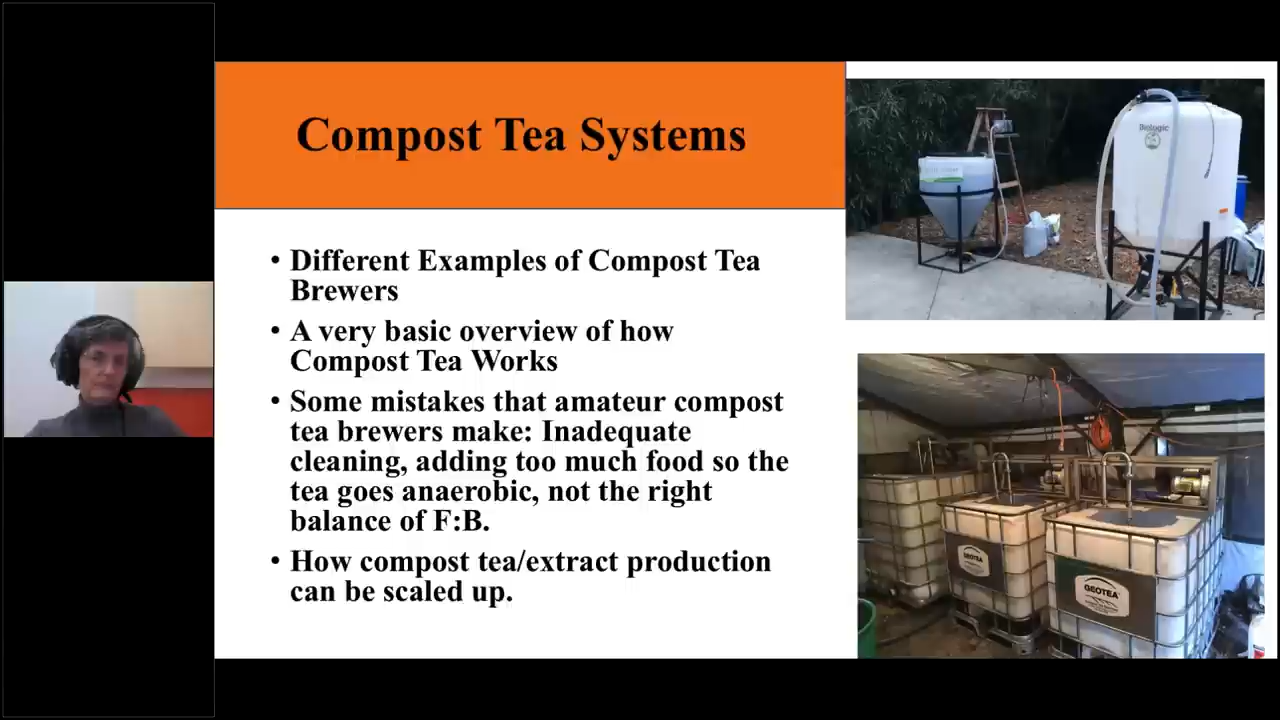 Compost Tea Systems
• Different Examples of Compost Tea
Brewers
• A very basic overview of how
Compost Tea Works
• Some mistakes that amateur compost
tea brewers make: Inadequate
cleaning, adding too much food so the
tea goes anaerobic, not the right
balance of F:B.
• How compost tea/extract production
can be scaled up.
Biologic
GEOTEA
GEOTEA